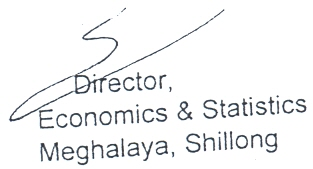 Director,
Economics & Statistics
Meghalaya, Shillong